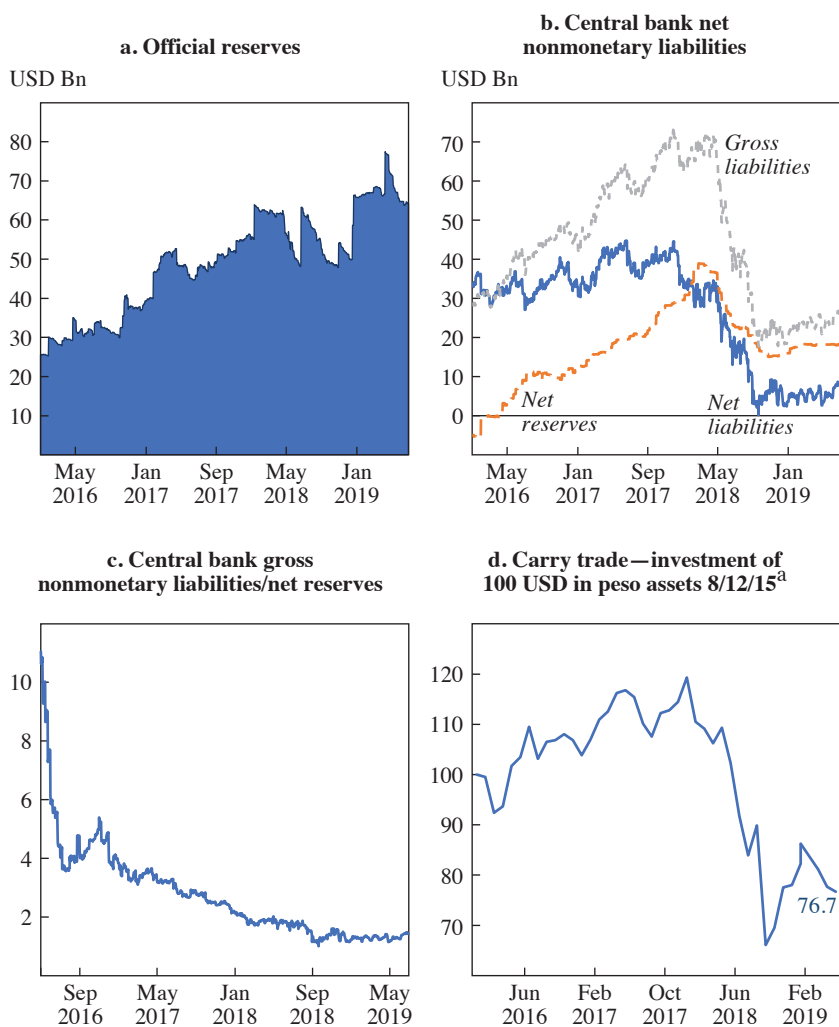 a. Official reserves
USD Bn
80
70
60
50
40
30
20
10
May
2016
Jan
2017
Sep
2017
May
2018
Jan
2019
b. Central bank net
nonmonetary liabilities
USD Bn
70
60
50
40
30
20
10
0
Gross
liabilities
Net
reserves
Net
liabilities
May
2016
Jan
2017
Sep
2017
May
2018
Jan
2019
c. Central bank gross
nonmonetary liabilities/net reserves
10
8
6
4
2
Sep
2016
May
2017
Jan
2018
Sep
2018
May
2019
d. Carry trade—investment of
100 USD in peso assets 8/12/15a
120
110
100
90
80
70
76.7
Jun
2016
Feb
2017
Oct
2017
Jun
2018
Feb
2019